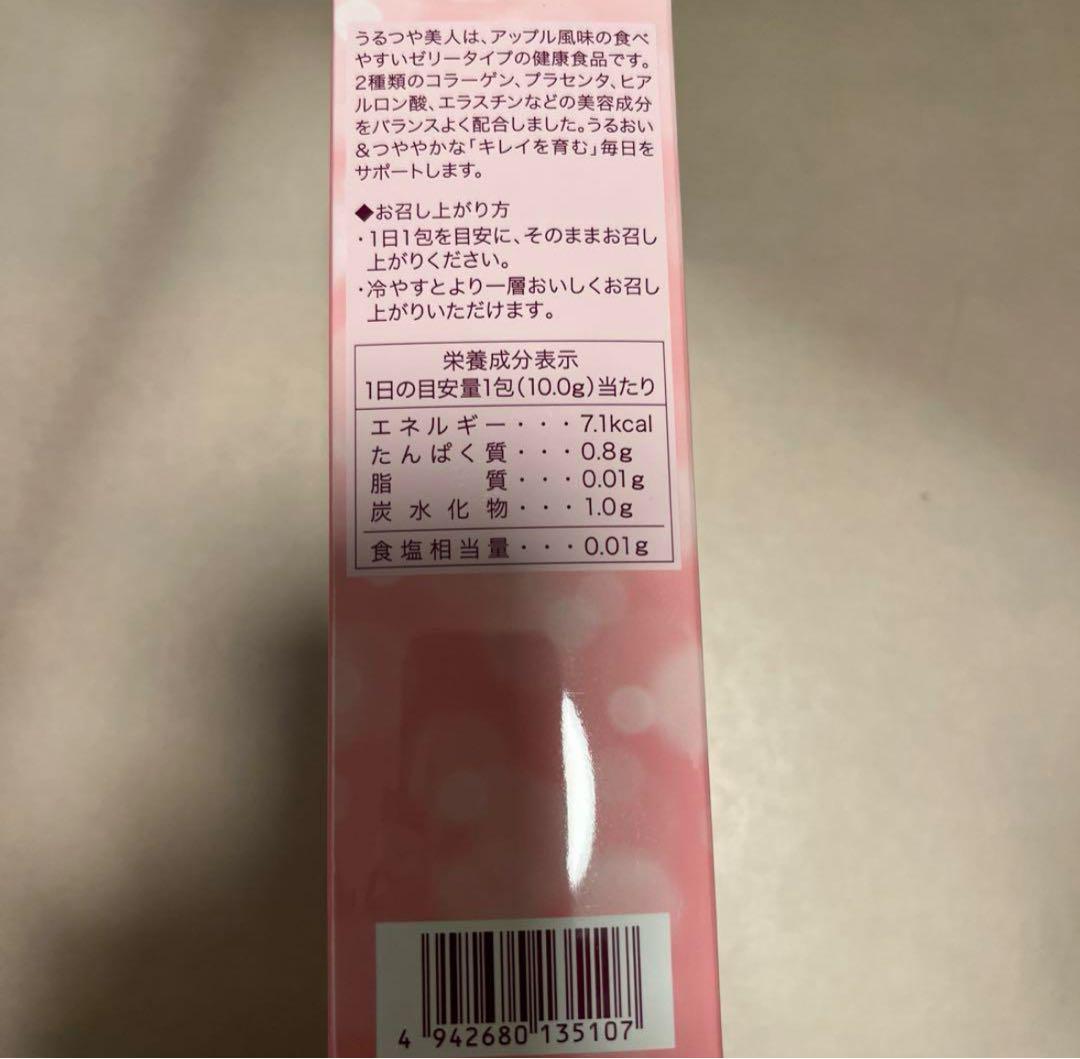 うるつや美人は、アップル風味の食べ
やすいゼリータイプの健康食品です。
2種類のコラーゲン、プラセンタ、ヒア
ルロン酸、エラスチンなどの美容成分
をバランスよく配合しました。うるおい
&つややかな「キレイを育む」毎日を
サポートします。
◆お召し上がり方
・1日1包を目安に、そのままお召し
上がりください。
・冷やすとより一層おいしくお召し
上がりいただけます。
栄養成分表示
1日の目安量1包(10.0g)当たり
エネルギー・・・7.1kcal
たんぱく質・・・0.8g
脂質・・・0.01g
炭水化物・・・1.0g
食塩相当量・・・0.01g
4 942680 135107